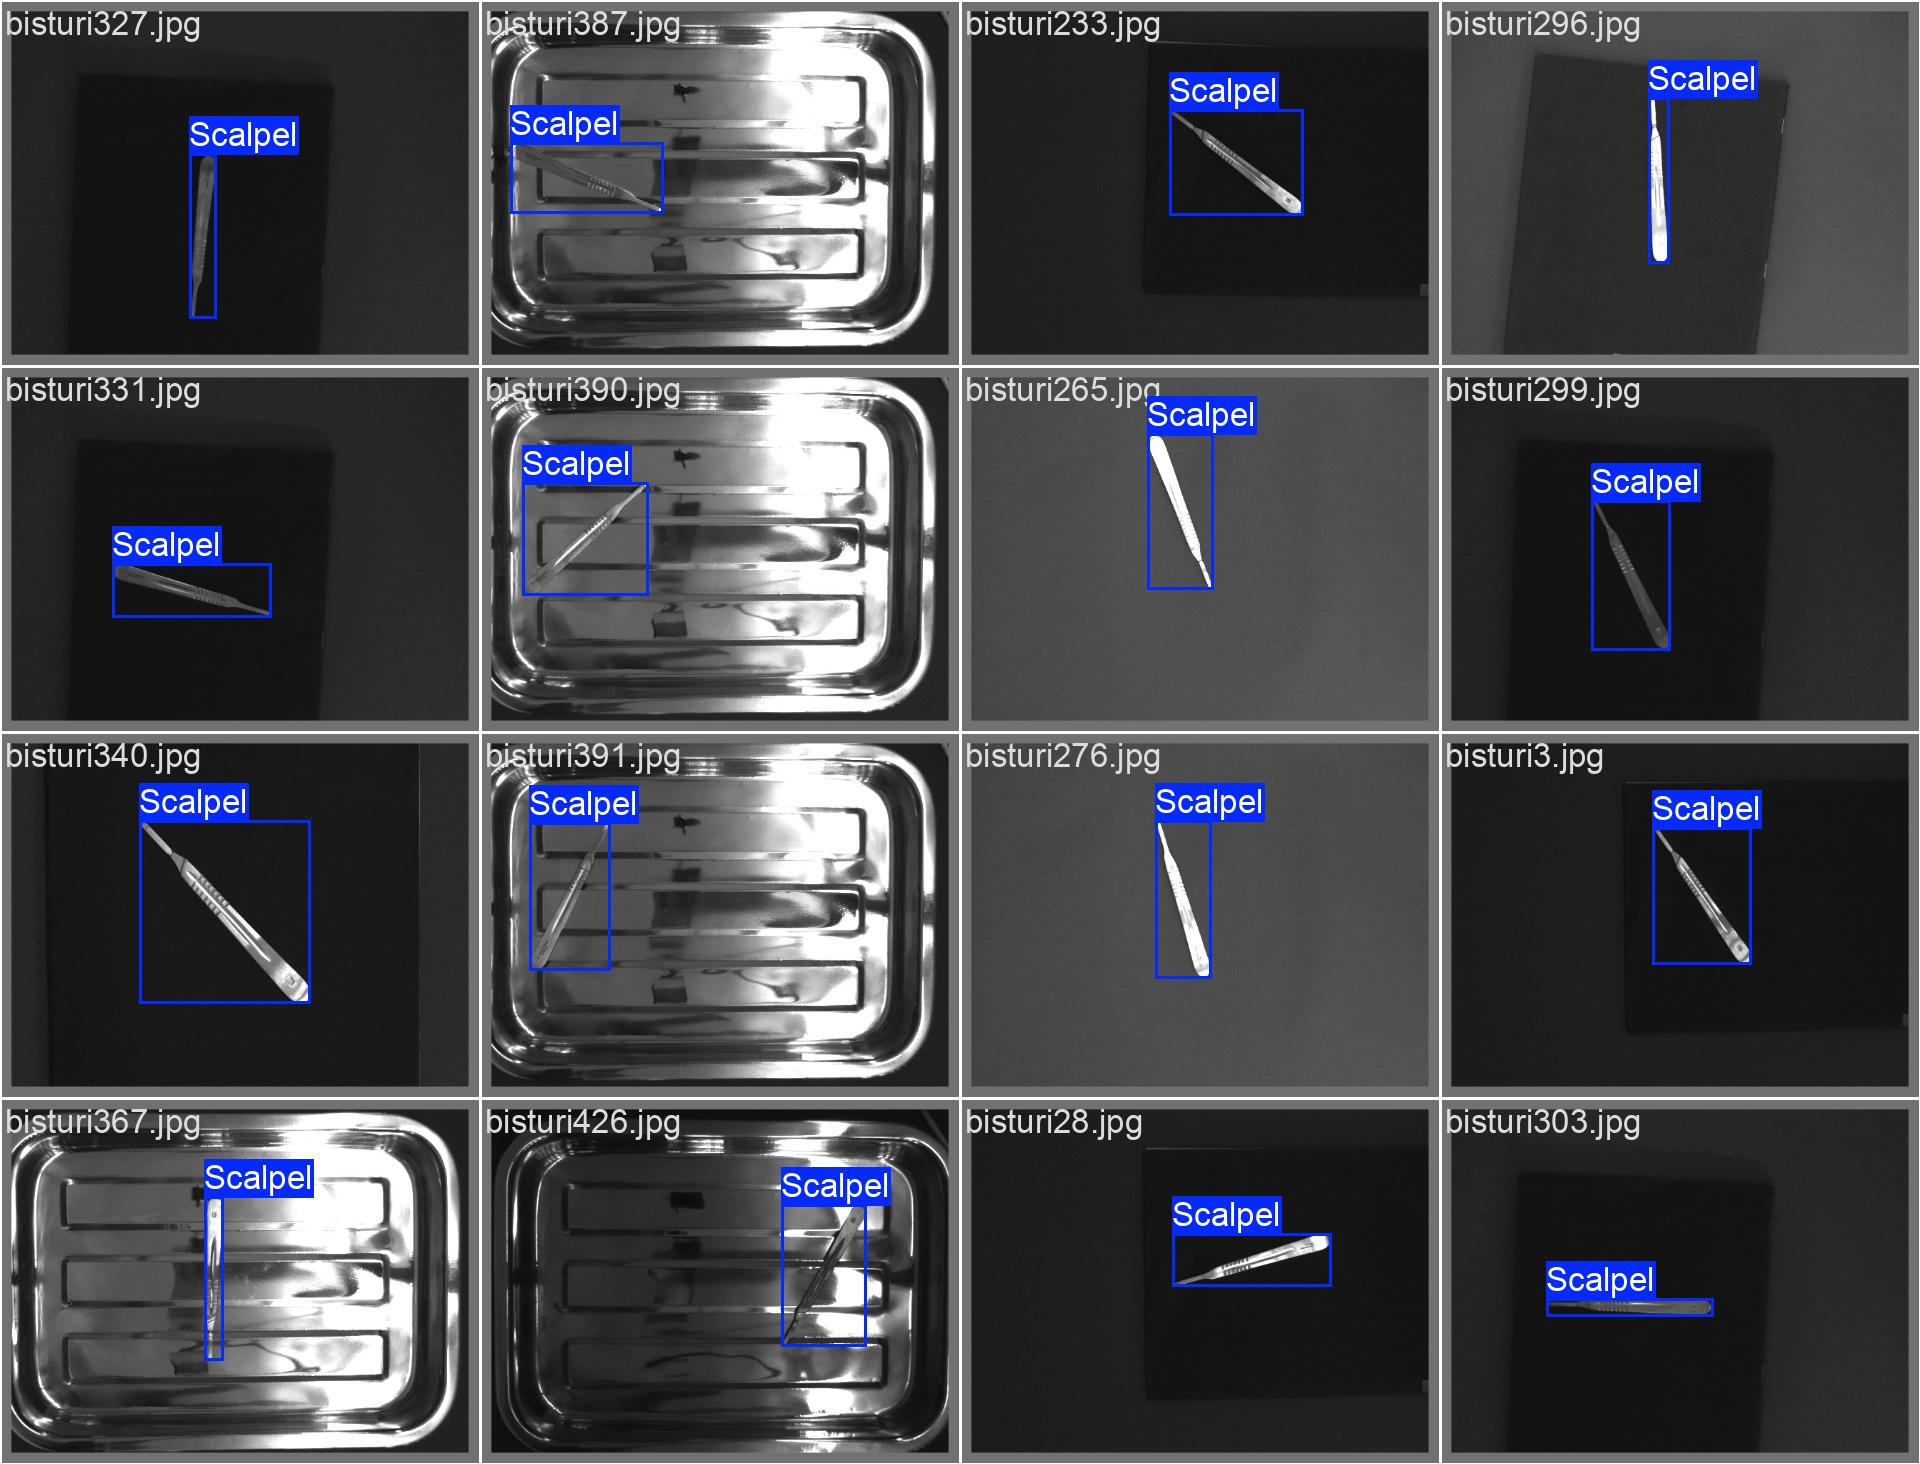 bisturi327.jpg
Scalpel
bisturi387.jpg
Scalpel
bisturi233.jpg
Scalpel
bisturi296.jpg
Scalpel
bisturi331.jpg
Scalpel
bisturi390.jpg
Scalpel
bisturi265.jpg
Scalpel
bisturi299.jpg
Scalpel
bisturi340.jpg
Scalpel
bisturi391.jpg
Scalpel
bisturi276.jpg
Scalpel
bisturi3.jpg
Scalpel
bisturi367.jpg
Scalpel
bisturi426.jpg
Scalpel
bisturi28.jpg
Scalpel
bisturi303.jpg
Scalpel